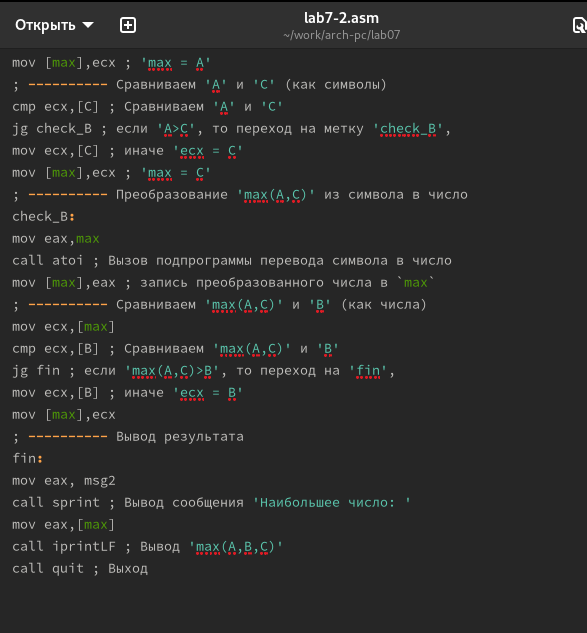 Открыть
lab7-2.asm
~/work/arch-pc/lab07
mov [max],ecx ; 'max = A'
; ---------- Сравниваем 'A' и 'C' (как символы)
cmp ecx,[C] ; Сравниваем 'A' и 'C'
jg check_B ; если 'A>C', то переход на метку 'check_B',
mov ecx,[C] ; иначе 'ecx = C'
mov [max],ecx ; 'max = C'
; ---------- Преобразование 'max(A,C)' из символа в число
check_B:
mov eax,max
call atoi ; Вызов подпрограммы перевода символа в число
mov [max],eax ; запись преобразованного числа в `max`
; ---------- Сравниваем 'max(A,C)' и 'B' (как числа)
mov ecx,[max]
cmp ecx,[B] ; Сравниваем 'max(A,C)' и 'B'
jg fin ; если 'max(A,C)>B', то переход на 'fin',
mov ecx,[B] ; иначе 'ecx = B'
mov [max],ecx
; ---------- Вывод результата
fin:
mov eax, msg2
call sprint ; Вывод сообщения 'Наибольшее число: '
mov eax,[max]
call iprintLF ; Вывод 'max(A,B,C)'
call quit ; Выход